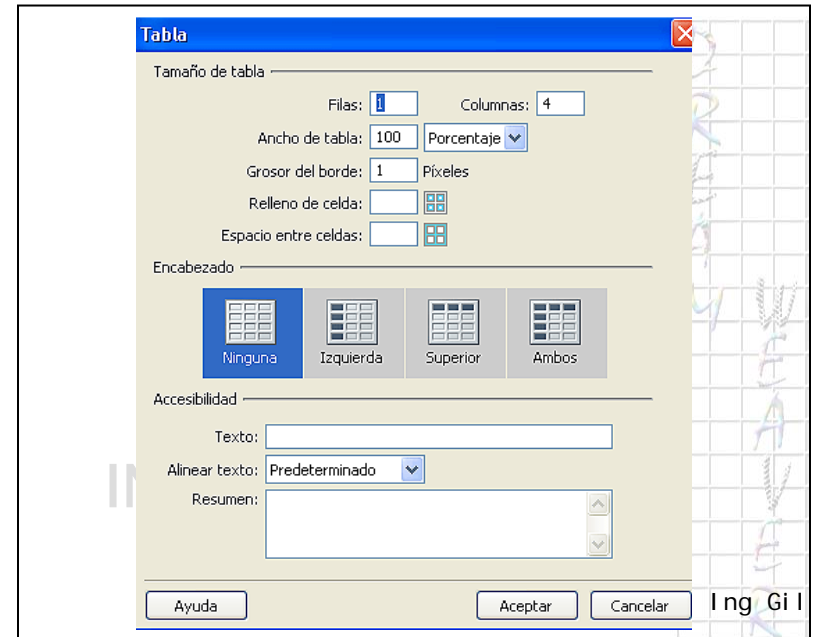 Tabla
Tamaño de tabla
Filas: 1 Columnas: 4
Ancho de tabla: 100 Porcentaje
Grosor del borde: 1 Píxeles
Relleno de celda:
Espacio entre celdas:
Encabezado
Ninguna Izquierda Superior Ambos
Accesibilidad
Texto:
Alinear texto: Predeterminado
Resumen:
Ayuda Aceptar Cancelar
Ing Gil